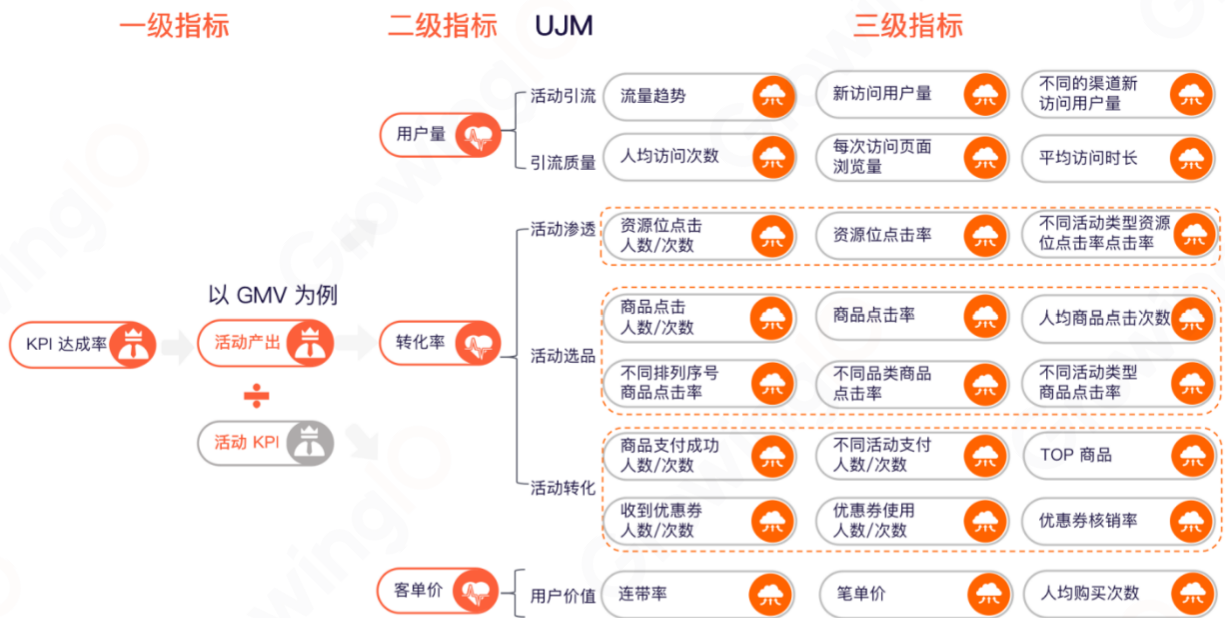 一级指标
二级指标
UJM
三级指标
活动引流
流量趋势
新访问用户量
不同的渠道新
访问用户量
用户量
引流质量
人均访问次数
每次访问页面
浏览量
平均访问时长
活动渗透
资源位点击
人数/次数
资源位点击率
不同活动类型资源
位点击率点击率
以 GMV 为例
KPI 达成率
活动产出
÷
活动 KPI
转化率
活动选品
商品点击
人数/次数
商品点击率
人均商品点击次数
不同排列序号
商品点击率
不同品类商品
点击率
不同活动类型
商品点击率
活动转化
商品支付成功
人数/次数
不同活动支付
人数/次数
TOP 商品
收到优惠券
人数/次数
优惠券使用
人数/次数
优惠券核销率
客单价
用户价值
连带率
笔单价
人均购买次数
GrowingIO